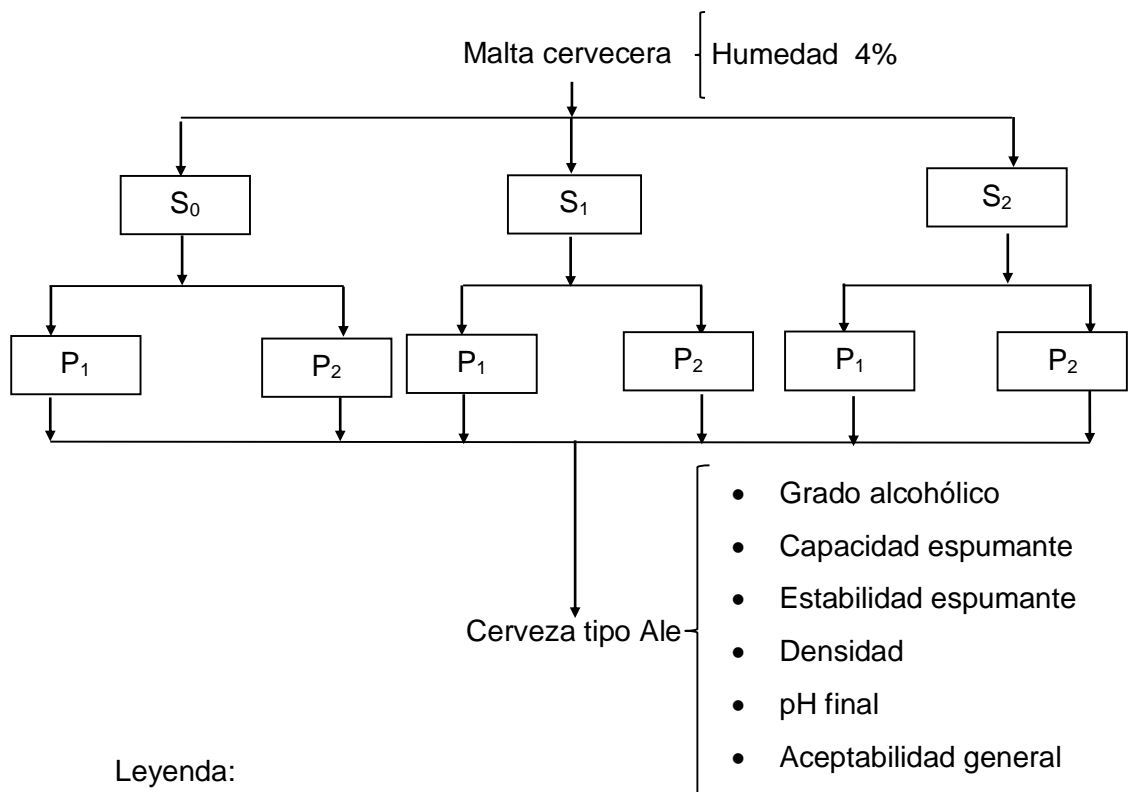 Malta cervecera Humedad 4%
S₀ S₁ S₂
P₁ P₂ P₁ P₂ P₁ P₂
• Grado alcohólico
• Capacidad espumante
• Estabilidad espumante
Cerveza tipo Ale
• Densidad
• pH final
• Aceptabilidad general
Leyenda: